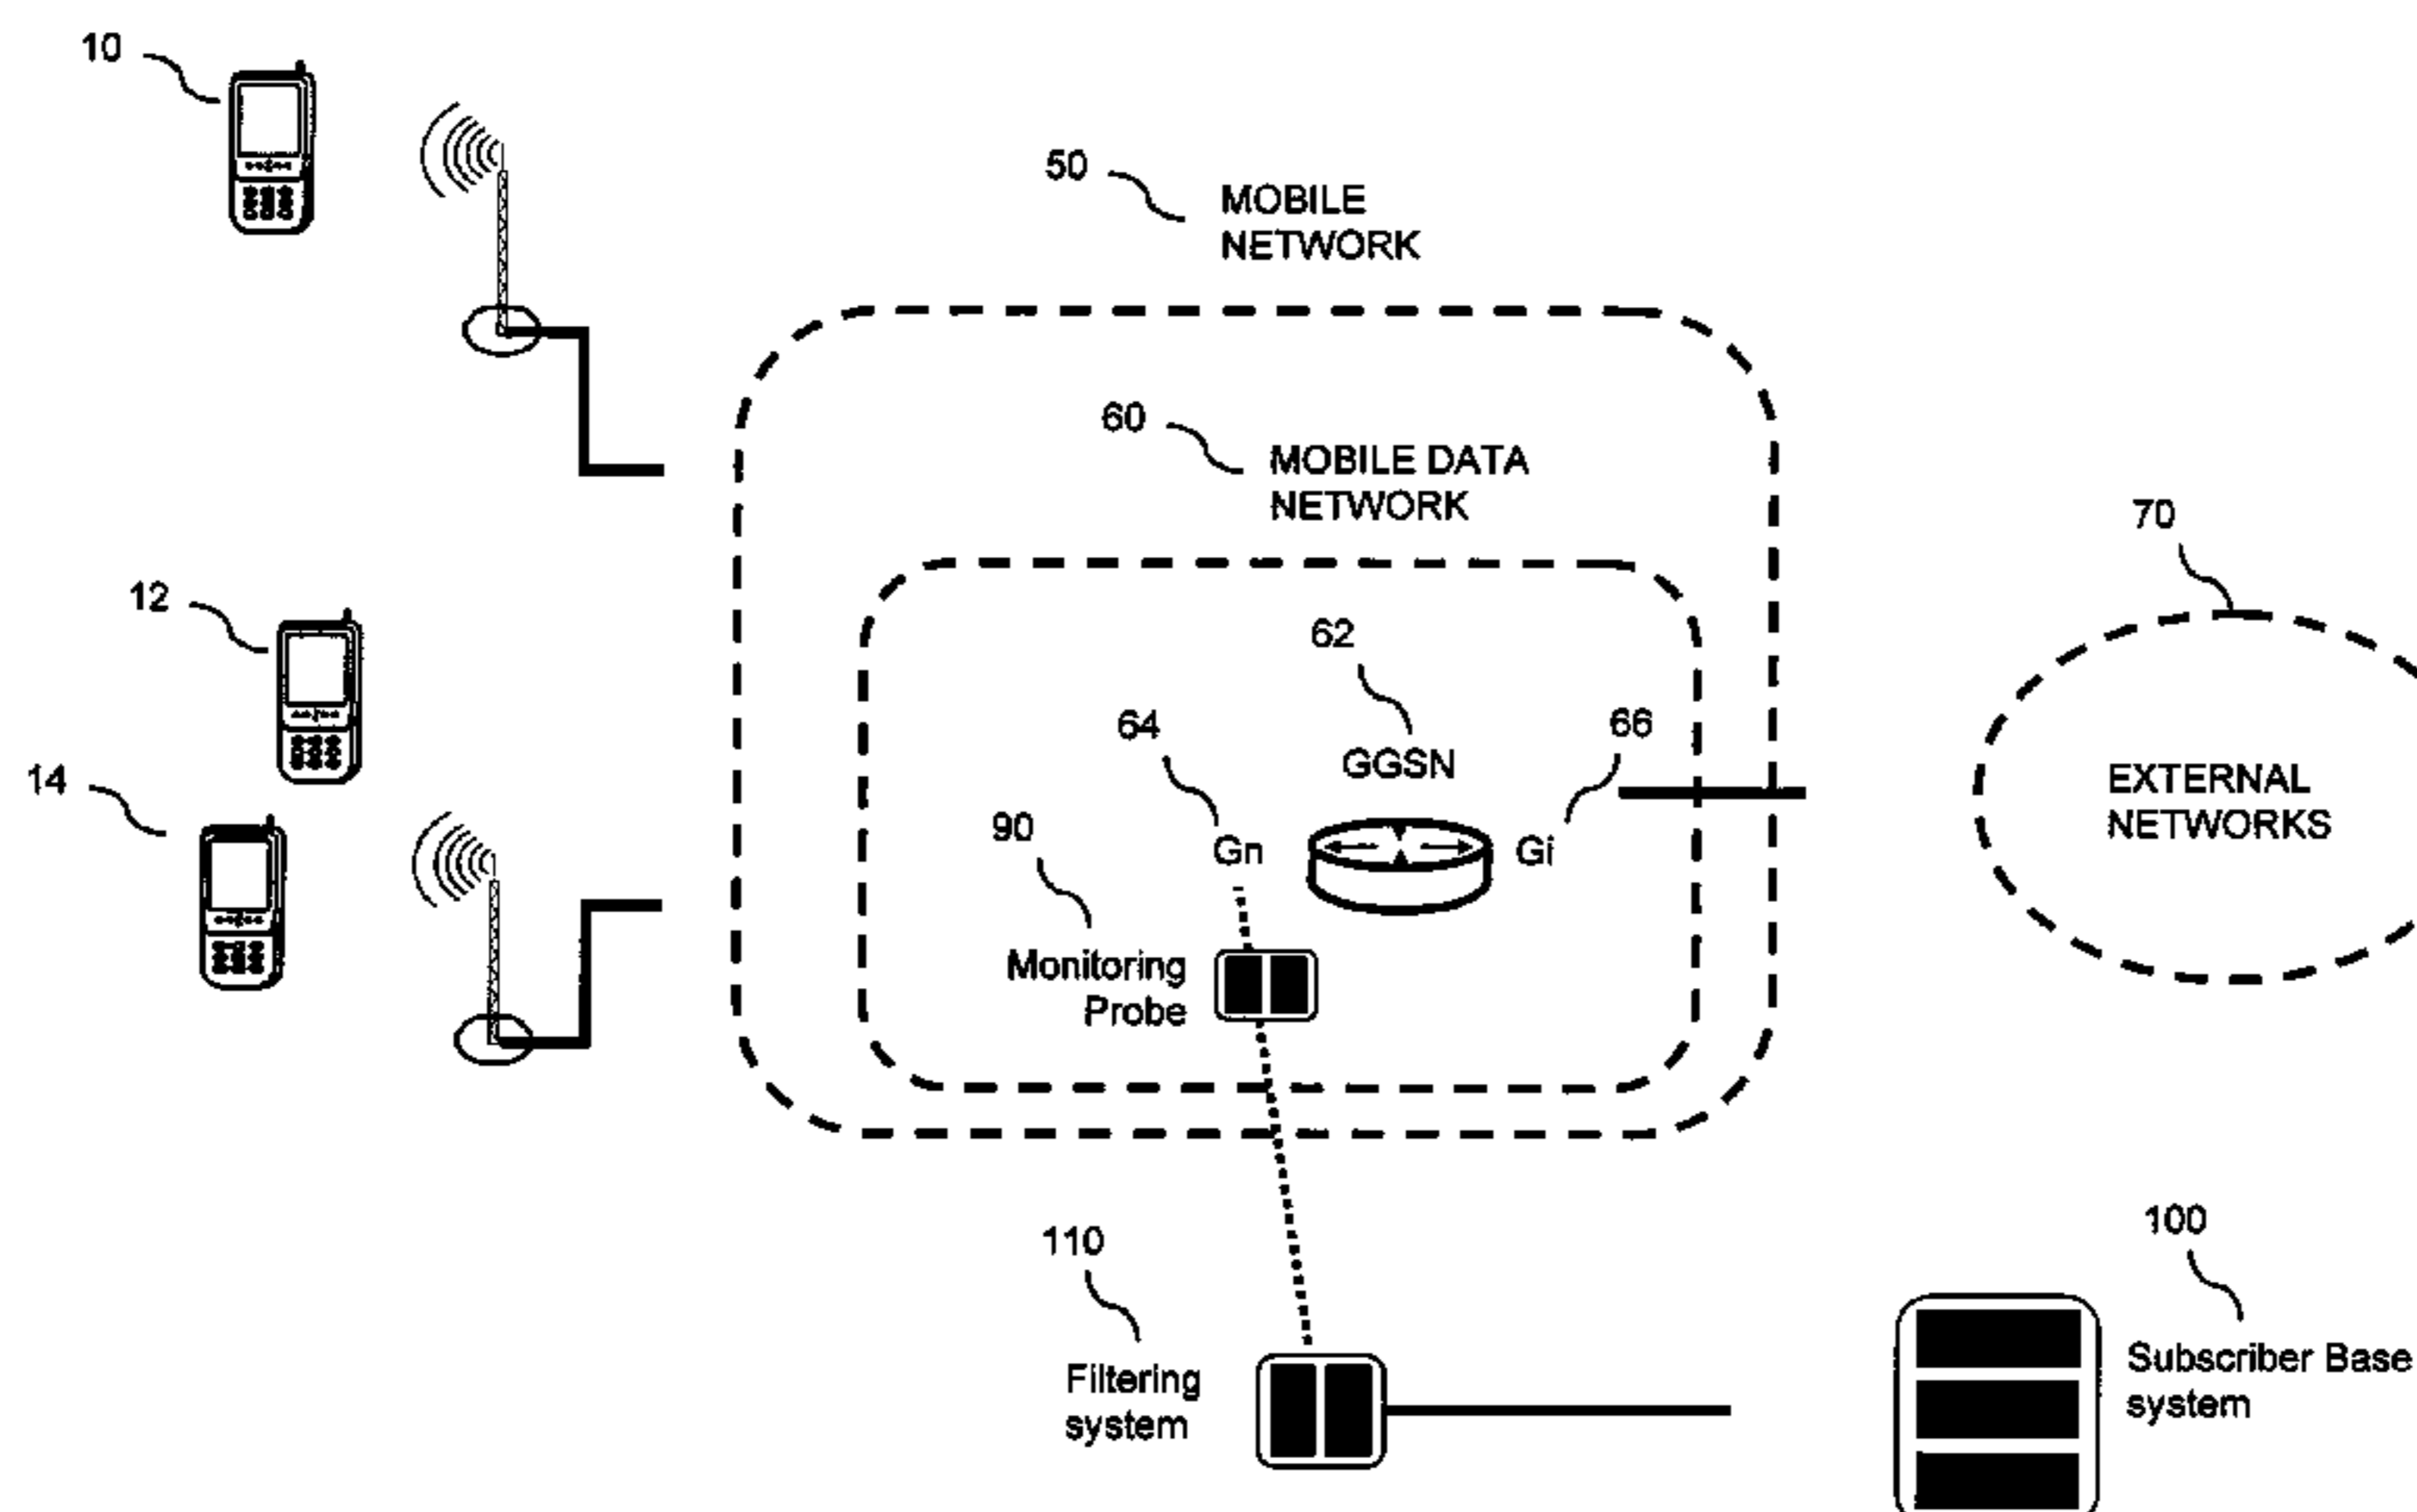 10
50
MOBILE
NETWORK
60
MOBILE DATA
NETWORK
70
12
62
64
66
GGSN
14
EXTERNAL
NETWORKS
90
Gn
Gi
Monitoring
Probe
100
110
Subscriber Base
system
Filtering
system